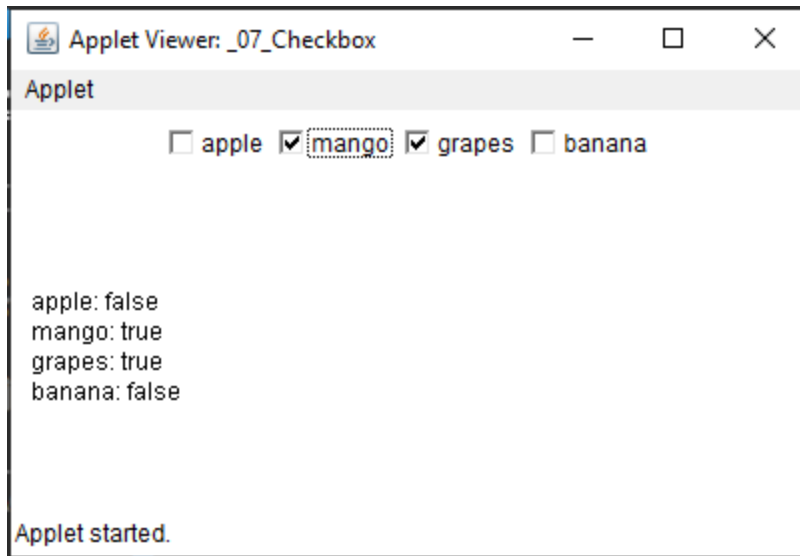 Applet Viewer: _07_Checkbox
Applet
apple mango grapes banana
apple: false
mango: true
grapes: true
banana: false
Applet started.